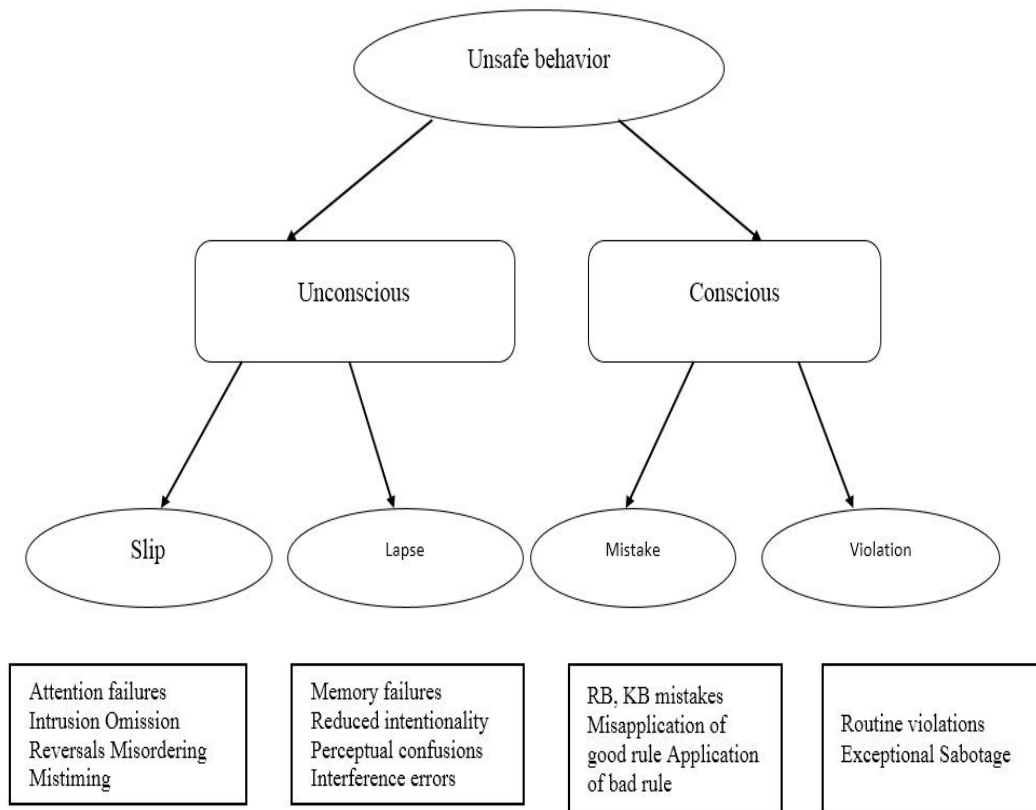 Unsafe behavior
Unconscious
Conscious
Slip
Lapse
Mistake
Violation
Attention failures
Intrusion Omission
Reversals Misordering
Mistiming
Memory failures
Reduced intentionality
Perceptual confusions
Interference errors
RB, KB mistakes
Misapplication of
good rule Application
of bad rule
Routine violations
Exceptional Sabotage